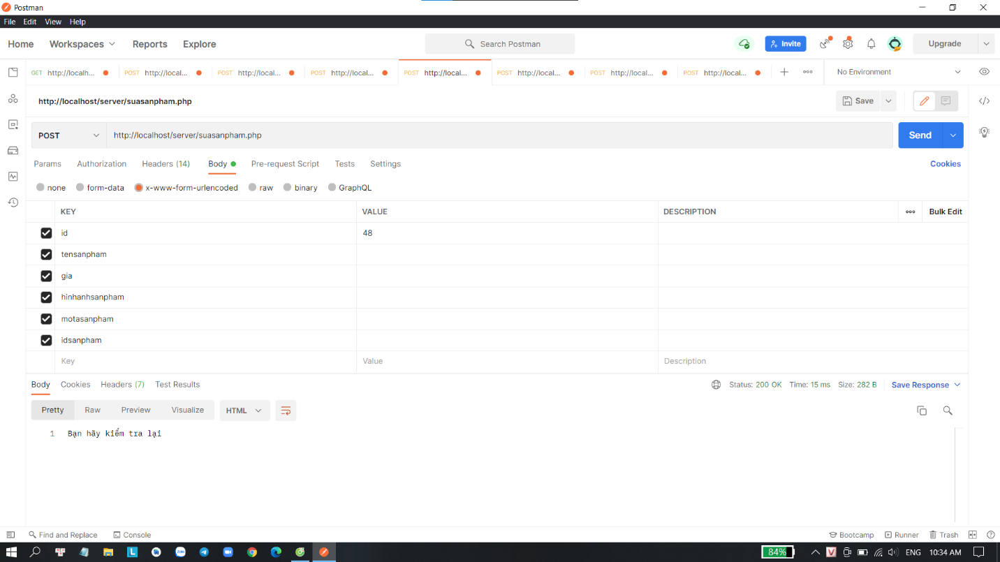 Postman
File Edit View Help
Home Workspaces Reports Explore Search Postman Invite Upgrade
GET http://localh... POST http://local... POST http://local... POST http://local... POST http://local... POST http://local... POST http://local... POST http://local... No Environment
http://localhost/server/suasanpham.php Save
POST http://localhost/server/suasanpham.php Send
Params Authorization Headers (14) Body Pre-request Script Tests Settings Cookies
none form-data x-www-form-urlencoded raw binary GraphQL
KEY VALUE DESCRIPTION Bulk Edit
id 48
tensanpham
gia
hinhanhsanpham
motasanpham
idsanpham
Key Value Description
Body Cookies Headers (7) Test Results Status: 200 OK Time: 15 ms Size: 282 B Save Response
Pretty Raw Preview Visualize HTML
1 Bạn hãy kiểm tra lại
Find and Replace Console Bootcamp Runner Trash
L Zalo 84% V ENG 10:34 AM